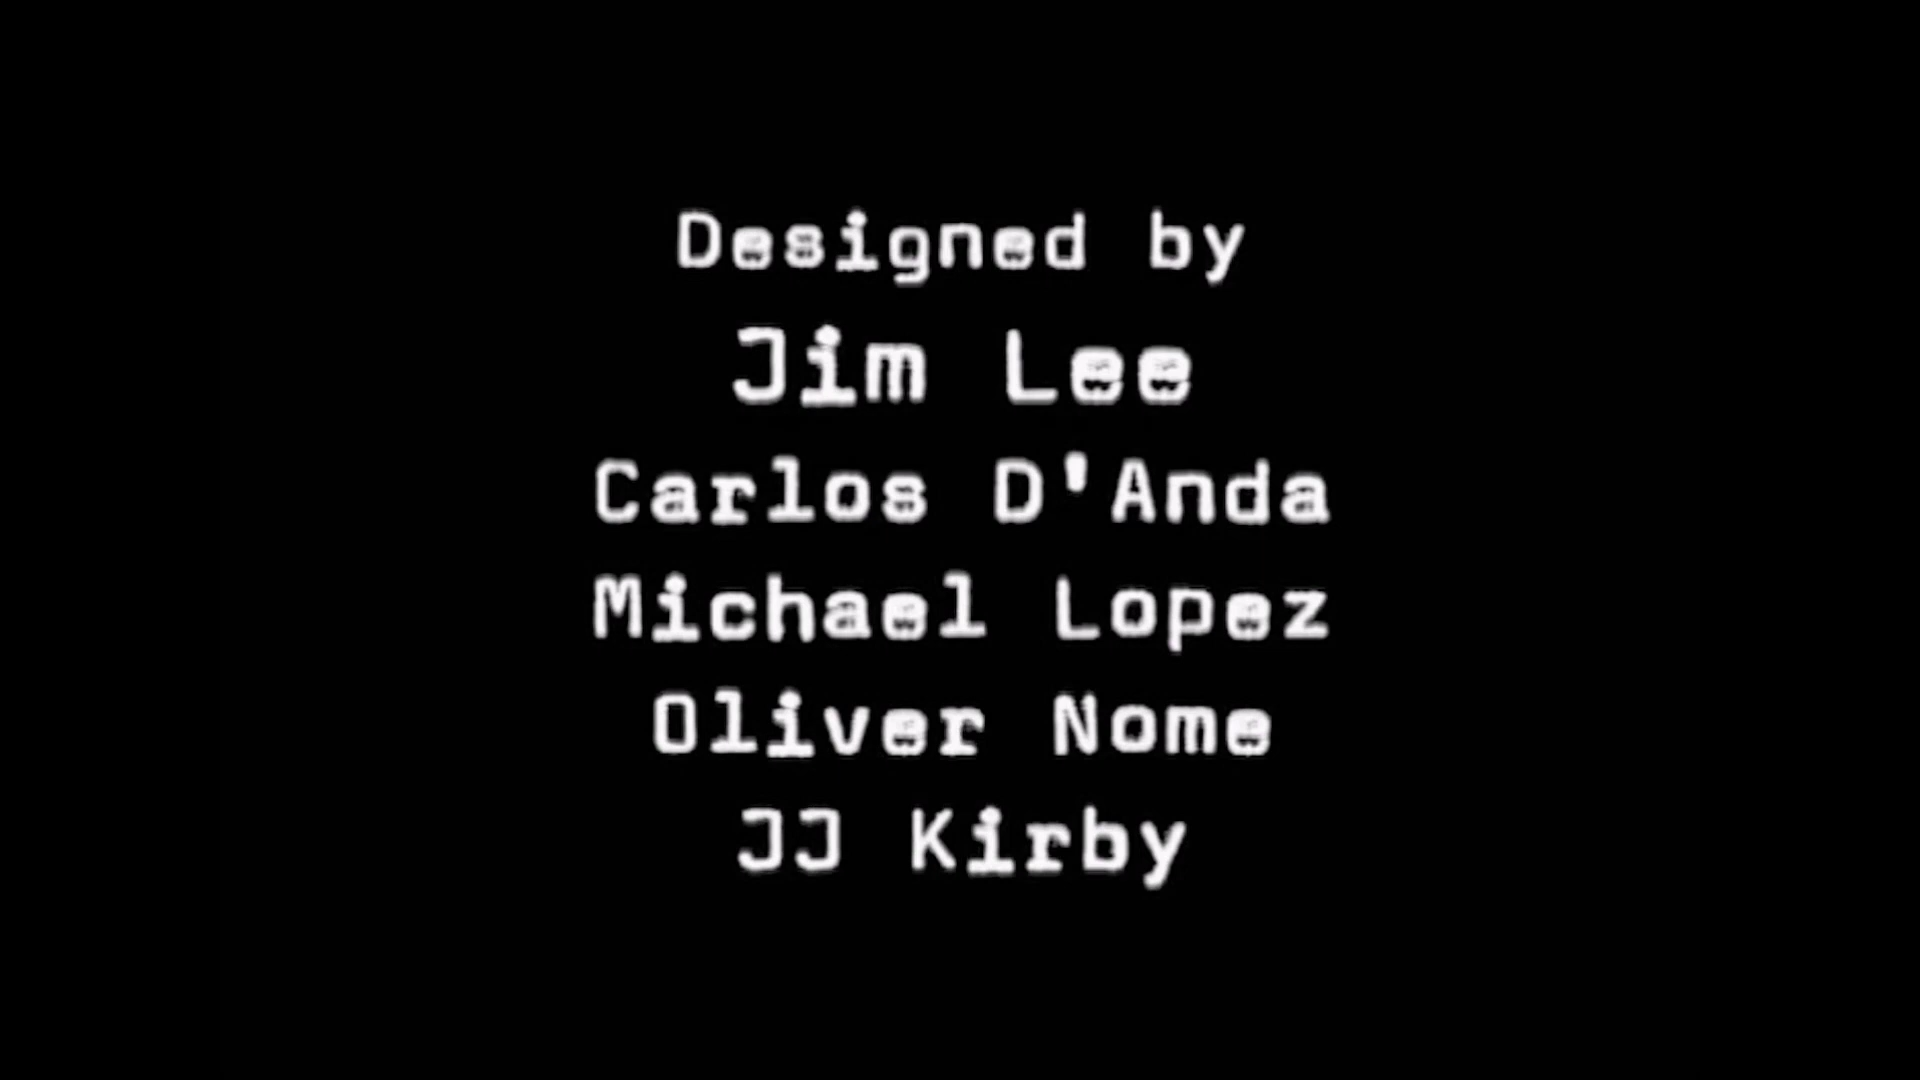 Designed by
Jim Lee
Carlos D'Anda
Michael Lopez
Oliver Nome
JJ Kirby